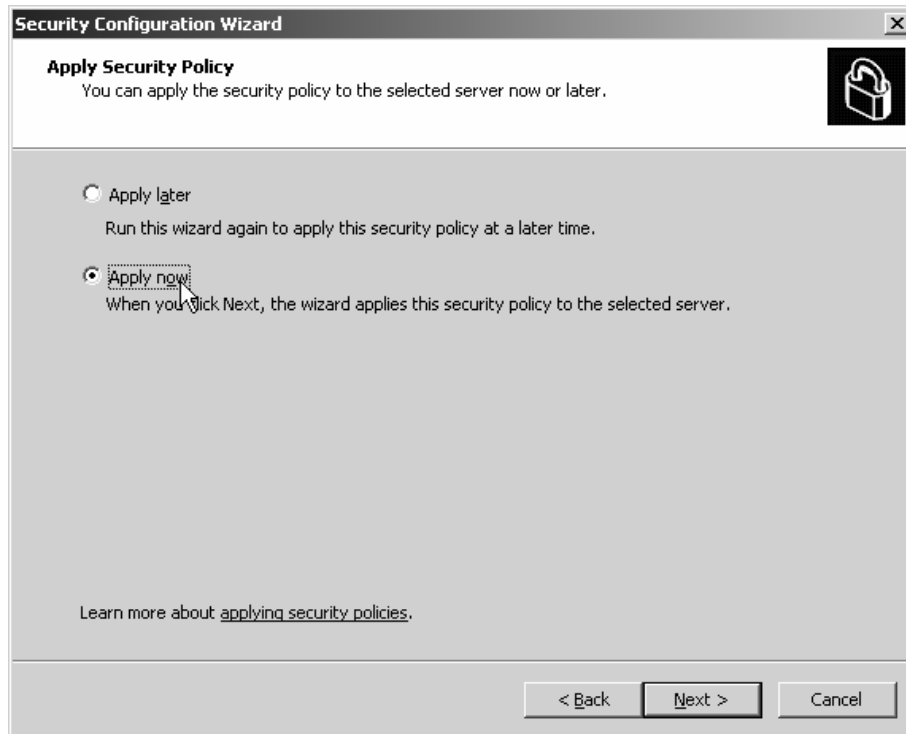 Security Configuration Wizard
Apply Security Policy
You can apply the security policy to the selected server now or later.
Apply later
Run this wizard again to apply this security policy at a later time.
Apply now
When you click Next, the wizard applies this security policy to the selected server.
Learn more about applying security policies.
< Back Next > Cancel